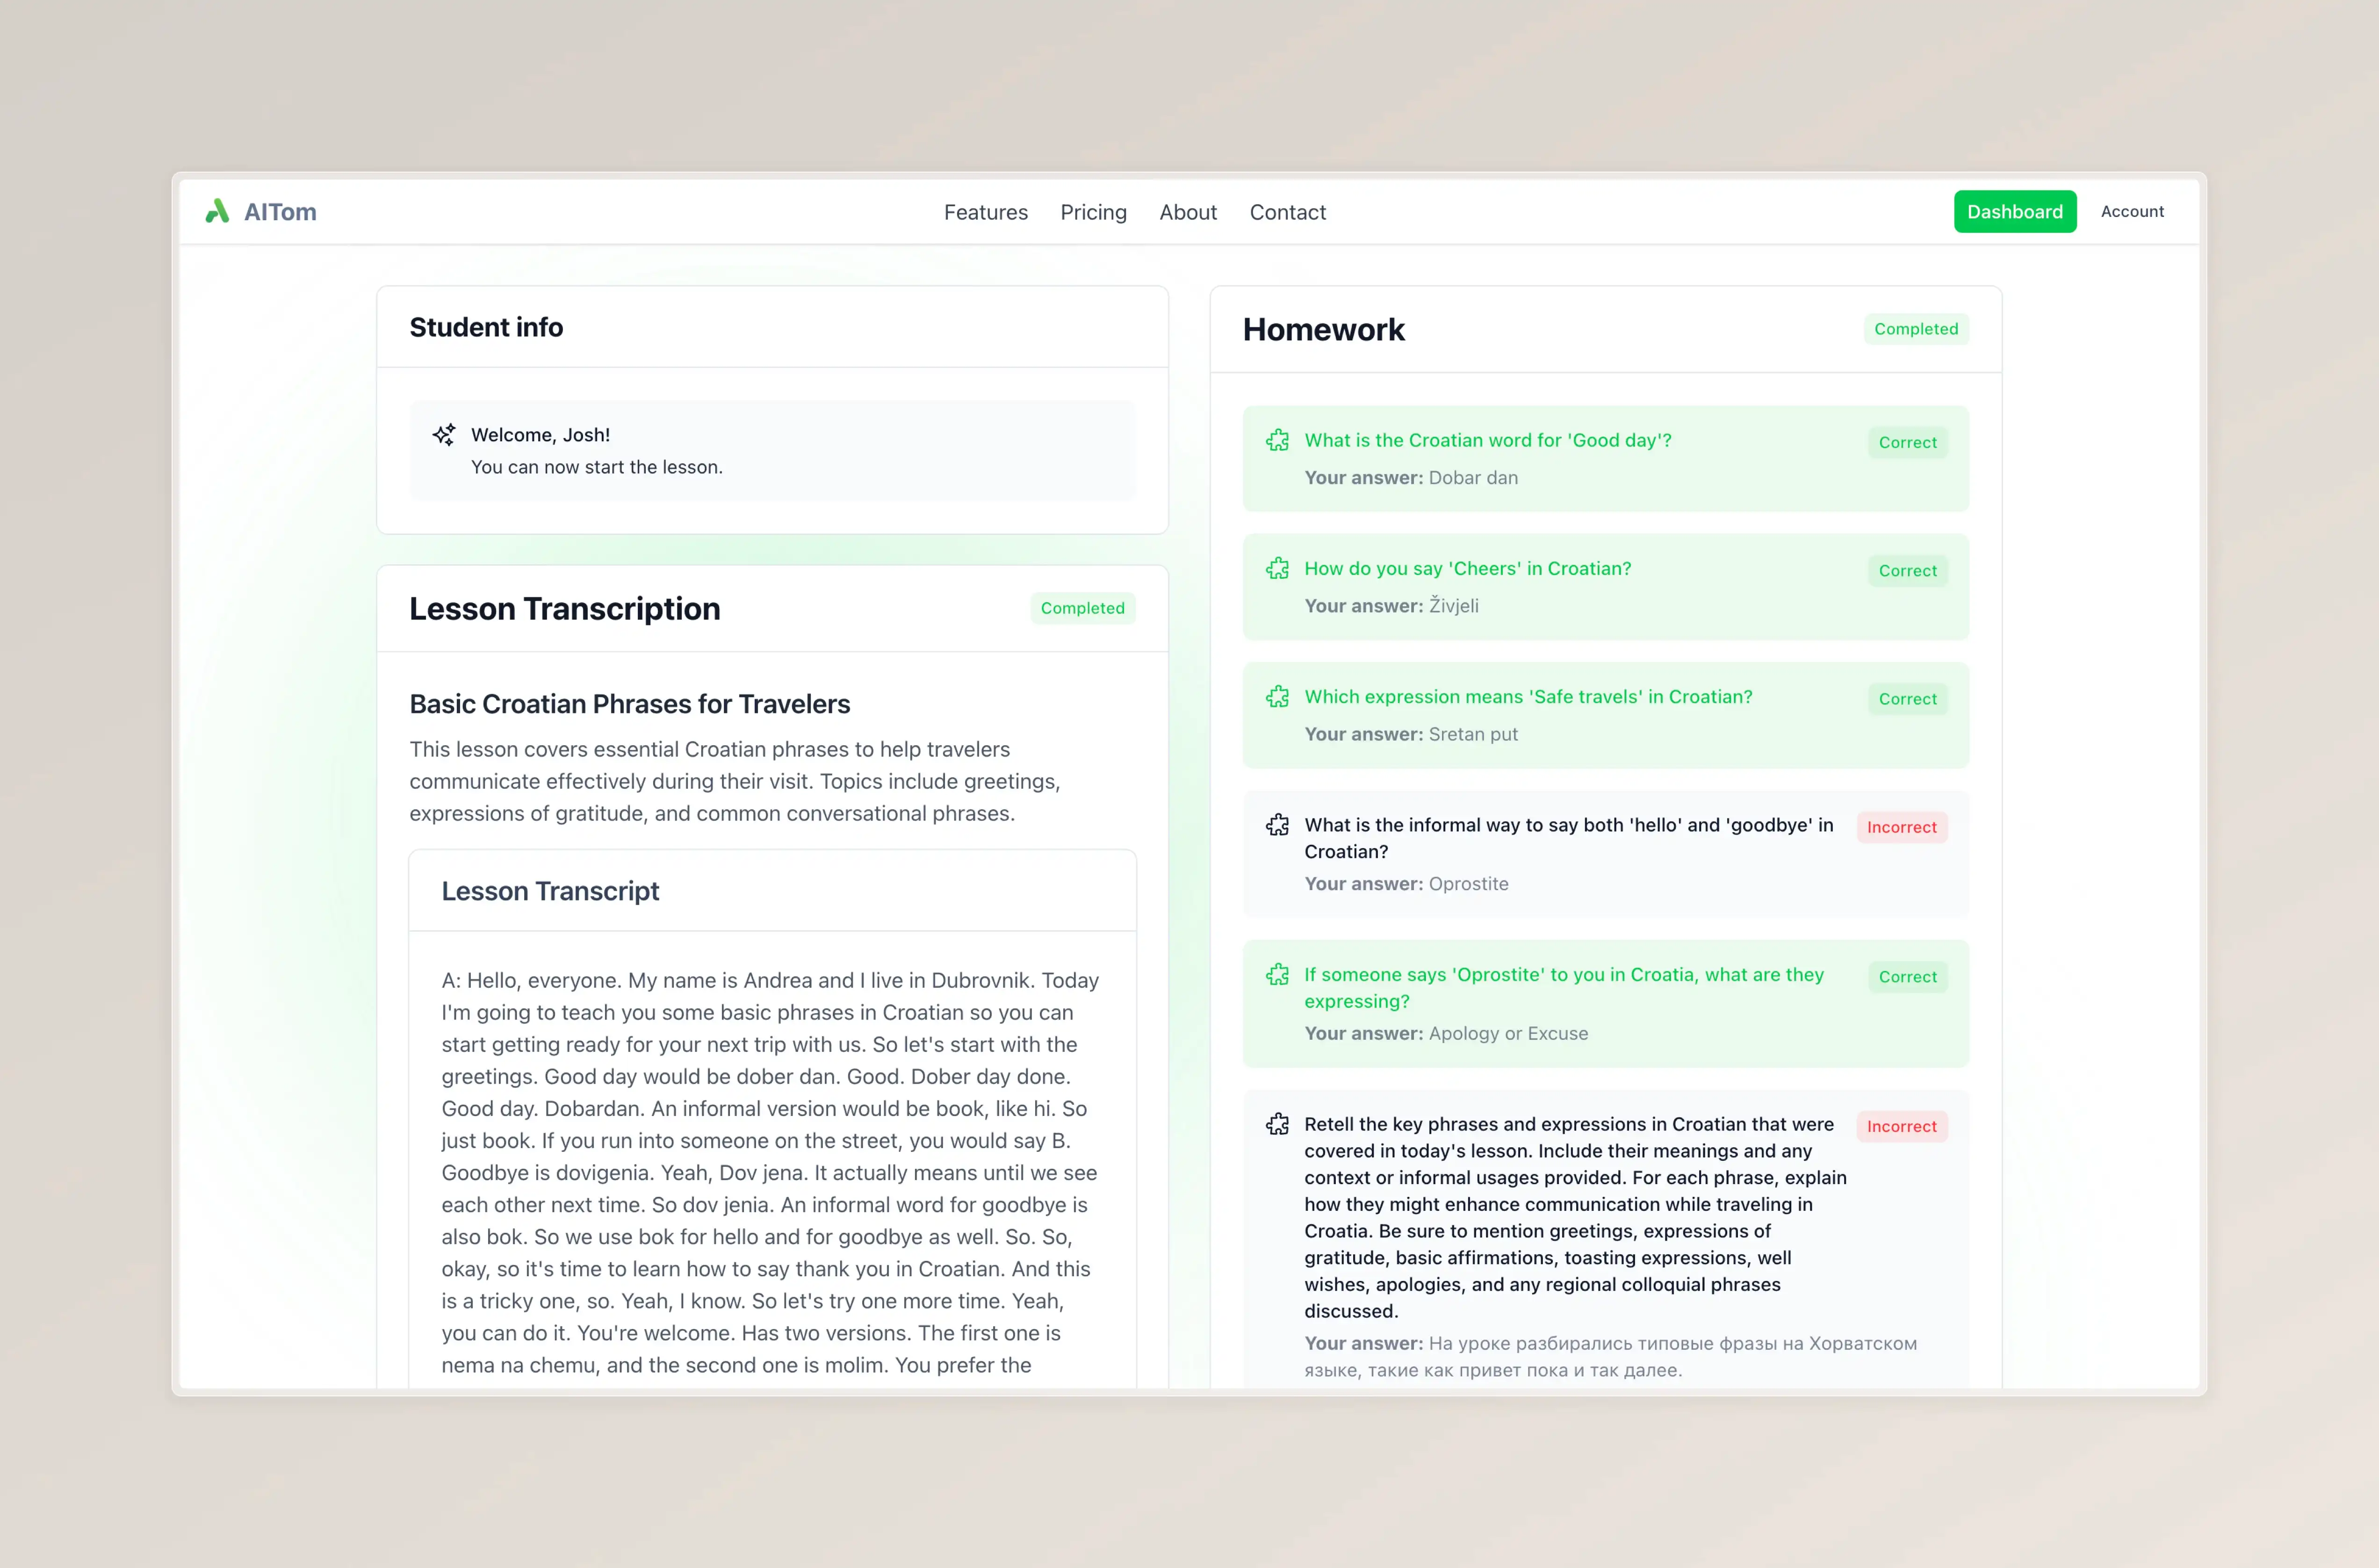 AITom
Features
Pricing
About
Contact
Dashboard
Account
Student info
Welcome, Josh!
You can now start the lesson.
Lesson Transcription
Completed
Basic Croatian Phrases for Travelers
This lesson covers essential Croatian phrases to help travelers
communicate effectively during their visit. Topics include greetings,
expressions of gratitude, and common conversational phrases.
Lesson Transcript
A: Hello, everyone. My name is Andrea and I live in Dubrovnik. Today
I'm going to teach you some basic phrases in Croatian so you can
start getting ready for your next trip with us. So let's start with the
greetings. Good day would be dober dan. Good. Dober day done.
Good day. Dobardan. An informal version would be book, like hi. So
just book. If you run into someone on the street, you would say B.
Goodbye is dovigenia. Yeah, Dov jena. It actually means until we see
each other next time. So dov jenia. An informal word for goodbye is
also bok. So we use bok for hello and for goodbye as well. So. So,
okay, so it's time to learn how to say thank you in Croatian. And this
is a tricky one, so. Yeah, I know. So let's try one more time. Yeah,
you can do it. You're welcome. Has two versions. The first one is
nema na chemu, and the second one is molim. You prefer the
Homework
Completed
What is the Croatian word for 'Good day'?
Correct
Your answer: Dobar dan
How do you say 'Cheers' in Croatian?
Correct
Your answer: Živjeli
Which expression means 'Safe travels' in Croatian?
Correct
Your answer: Sretan put
What is the informal way to say both 'hello' and 'goodbye' in
Croatian?
Incorrect
Your answer: Oprostite
If someone says 'Oprostite' to you in Croatia, what are they
expressing?
Correct
Your answer: Apology or Excuse
Retell the key phrases and expressions in Croatian that were
covered in today's lesson. Include their meanings and any
context or informal usages provided. For each phrase, explain
how they might enhance communication while traveling in
Croatia. Be sure to mention greetings, expressions of
gratitude, basic affirmations, toasting expressions, well
wishes, apologies, and any regional colloquial phrases
discussed.
Incorrect
Your answer: На уроке разбирались типовые фразы на Хорватском
языке, такие как привет пока и так далее.